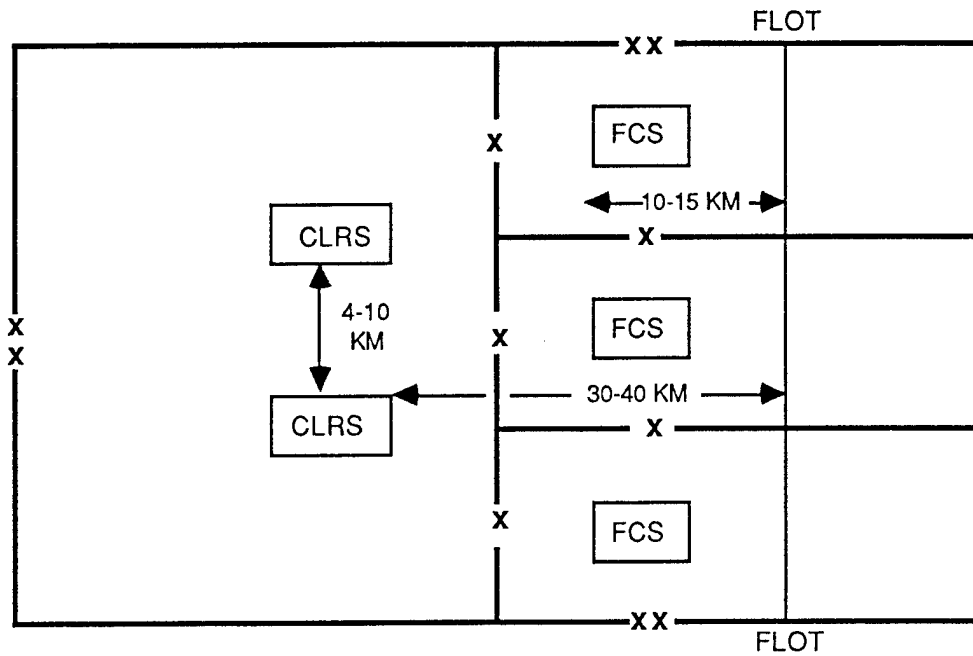 FLOT
XX
FCS
X
10-15 KM
CLRS
X
4-10
KM
FCS
X
X
X
30-40 KM
CLRS
X
X
FCS
XX
FLOT